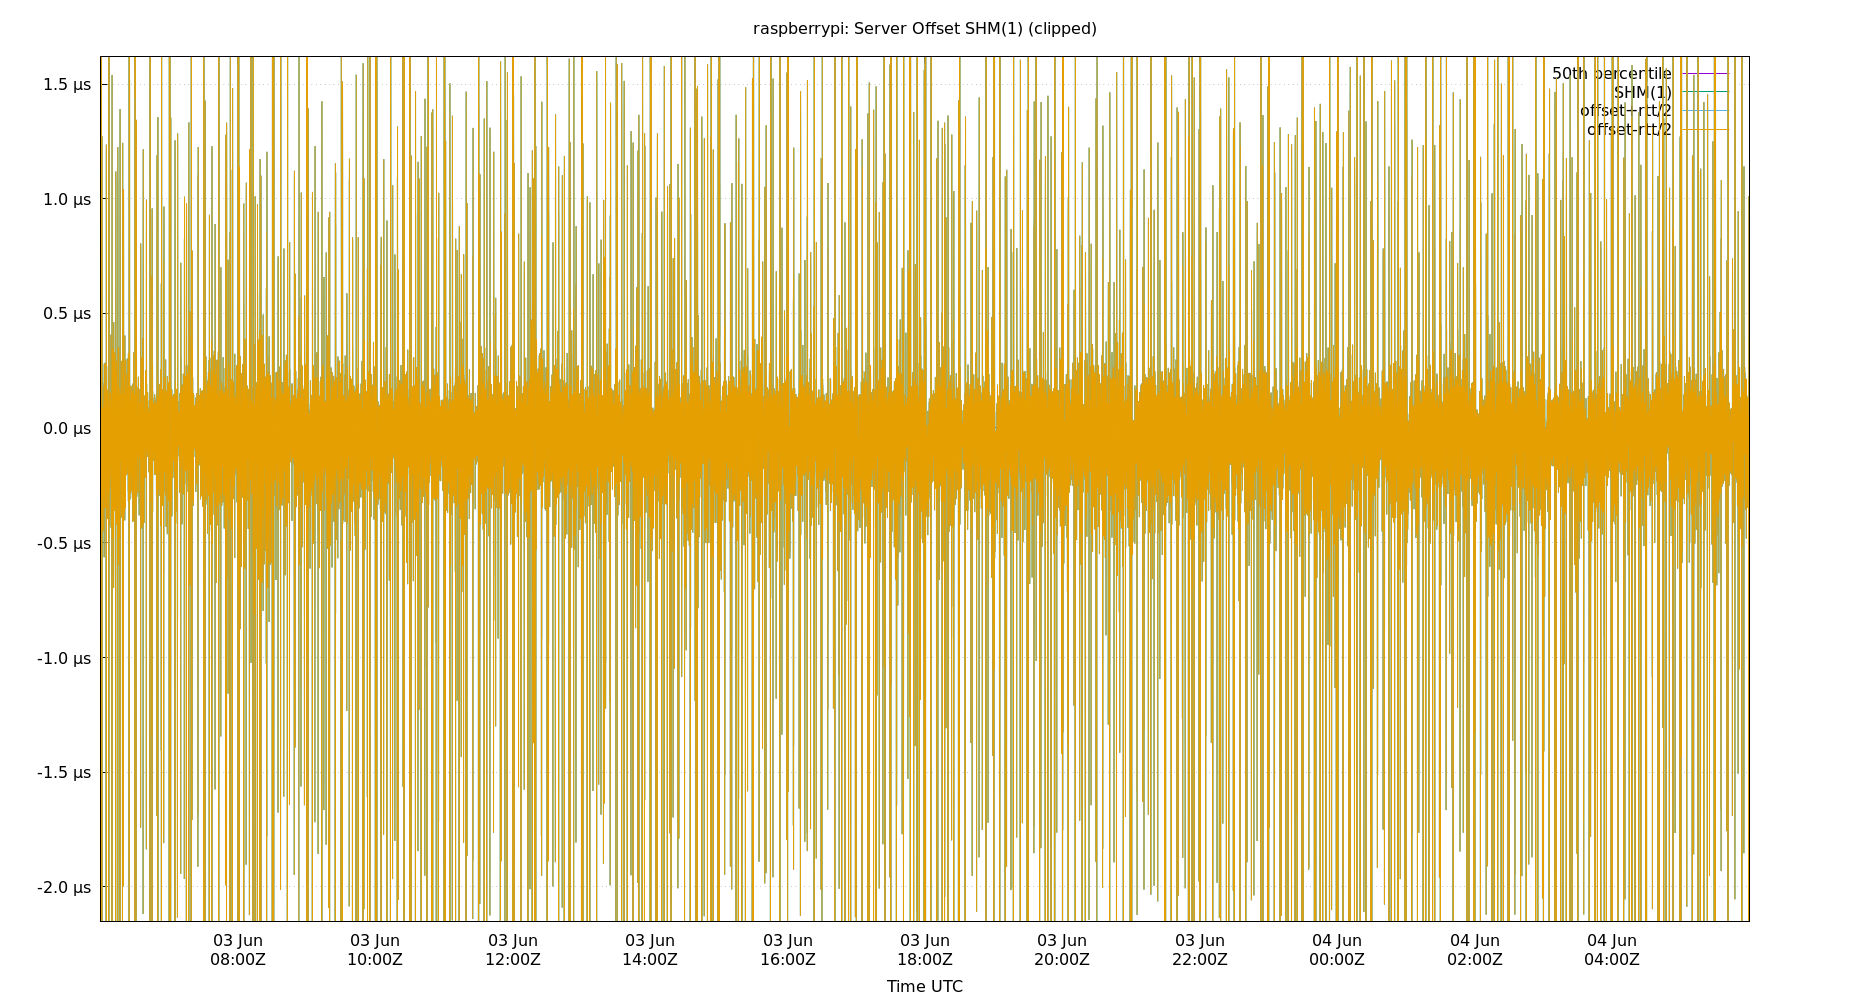 raspberrypi: Server Offset SHM(1) (clipped)
1.5 μs
1.0 μs
0.5 μs
0.0 μs
-0.5 μs
-1.0 μs
-1.5 μs
-2.0 μs
50th percentile
SHM(1)
offset+rtt/2
offset-rtt/2
03 Jun 03 Jun 03 Jun 03 Jun 03 Jun 03 Jun 03 Jun 03 Jun 04 Jun 04 Jun 04 Jun
08:00Z 10:00Z 12:00Z 14:00Z 16:00Z 18:00Z 20:00Z 22:00Z 00:00Z 02:00Z 04:00Z
Time UTC